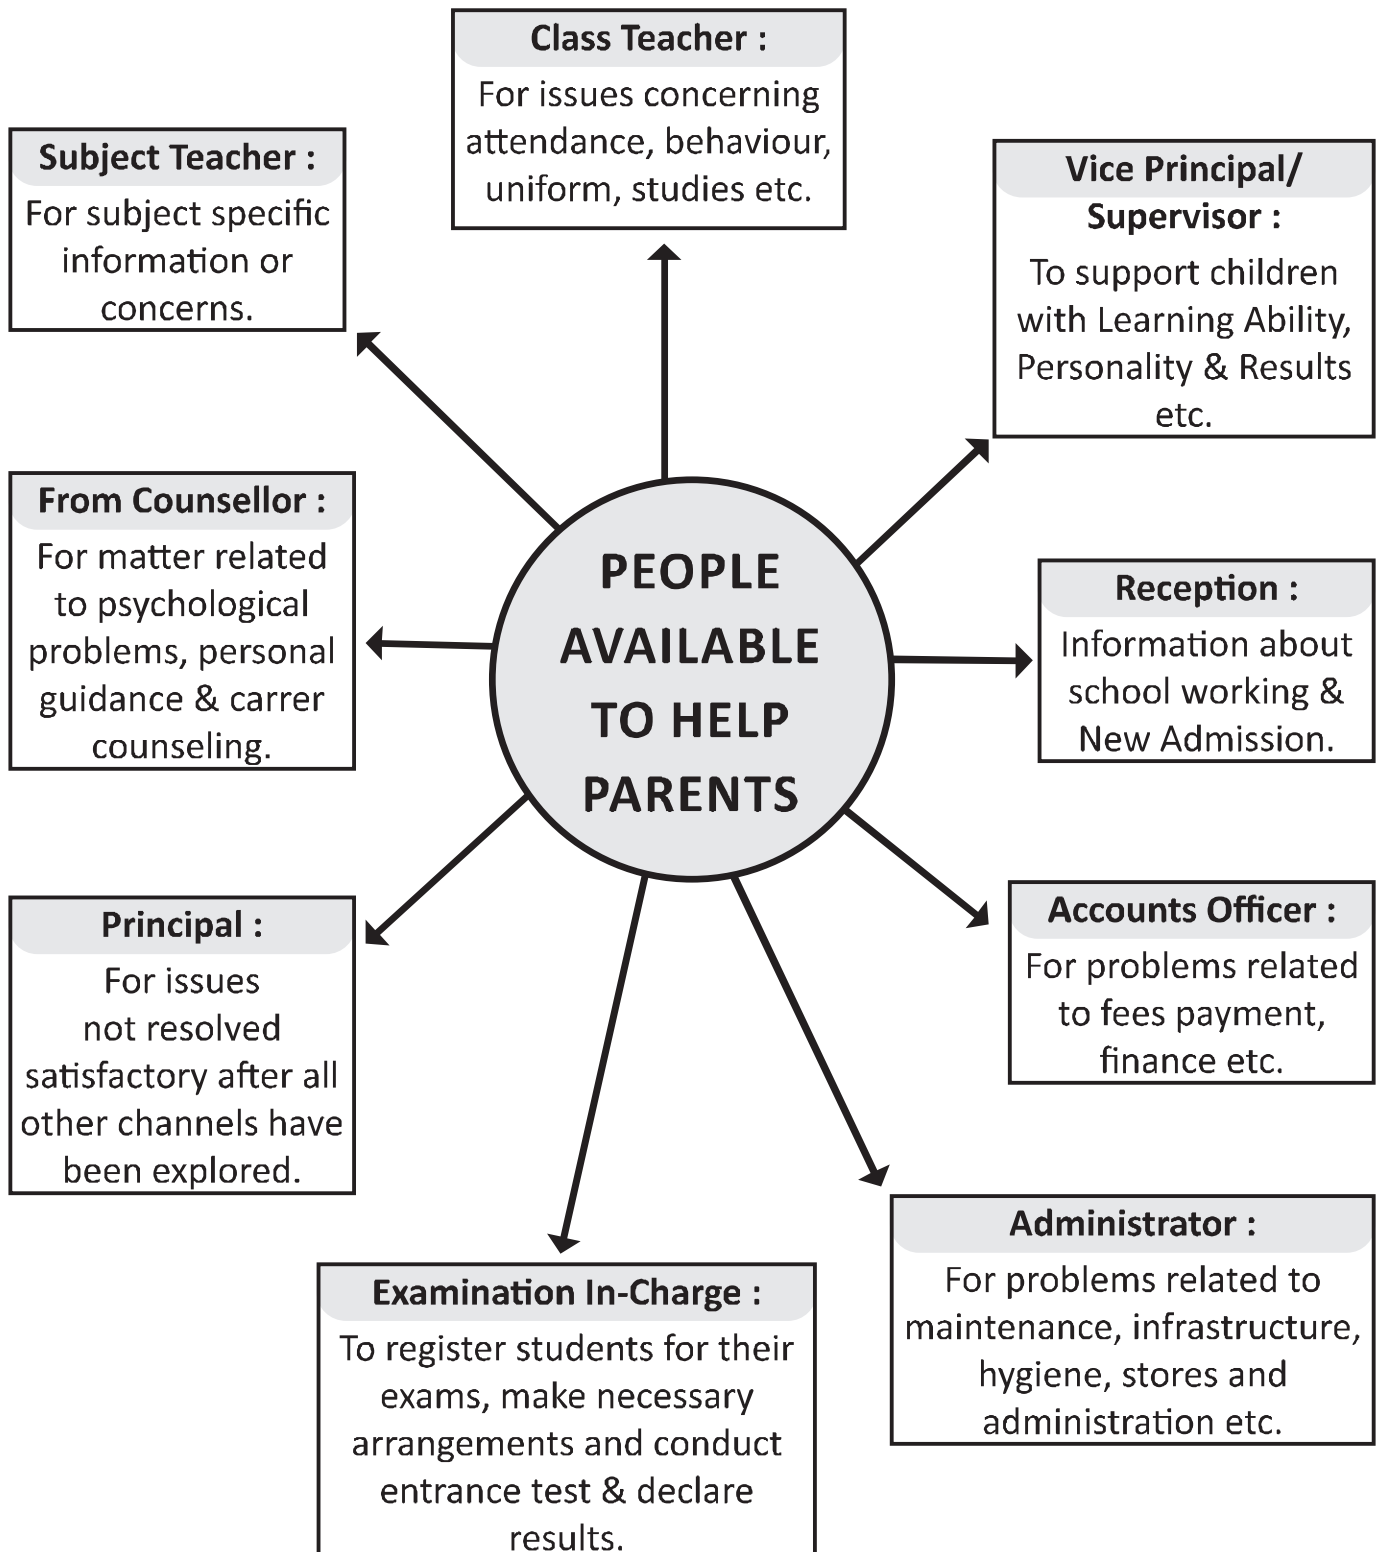 Class Teacher :
For issues concerning
attendance, behaviour,
uniform, studies etc.
Subject Teacher :
For subject specific
information or
concerns.
Vice Principal/
Supervisor :
To support children
with Learning Ability,
Personality & Results
etc.
From Counsellor :
For matter related
to psychological
problems, personal
guidance & carrer
counseling.
PEOPLE
AVAILABLE
TO HELP
PARENTS
Reception :
Information about
school working &
New Admission.
Principal :
For issues
not resolved
satisfactory after all
other channels have
been explored.
Accounts Officer :
For problems related
to fees payment,
finance etc.
Examination In-Charge :
To register students for their
exams, make necessary
arrangements and conduct
entrance test & declare
results.
Administrator :
For problems related to
maintenance, infrastructure,
hygiene, stores and
administration etc.